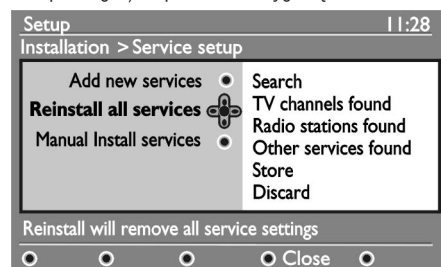 Setup 11:28
Installation > Service setup
Add new services
Reinstall all services
Manual Install services
Search
TV channels found
Radio stations found
Other services found
Store
Discard
Reinstall will remove all service settings
Close